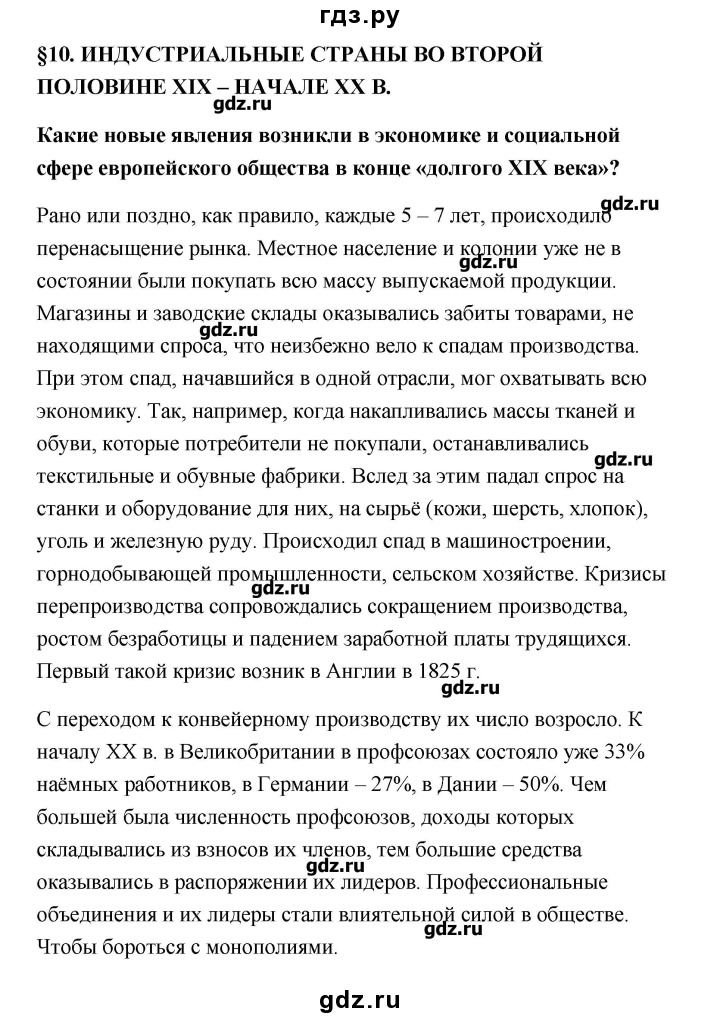 гдз.ру
§10. ИНДУСТРИАЛЬНЫЕ СТРАНЫ ВО ВТОРОЙ
ПОЛОВИНЕ XIX – НАЧАЛЕ XX В.
gdz.ru
Какие новые явления возникли в экономике и социальной
сфере европейского общества в конце «долгого XIX века»?
gdz.ru
Рано или поздно, как правило, каждые 5 – 7 лет, происходило
перенасыщение рынка. Местное население и колонии уже не в
gdz.ru
состоянии были покупать всю массу выпускаемой продукции.
Магазины и заводские склады оказывались забиты товарами, не
gdz.ru
находящими спроса, что неизбежно вело к спадам производства.
При этом спад, начавшийся в одной отрасли, мог охватывать всю
экономику. Так, например, когда накапливались массы тканей и
обуви, которые потребители не покупали, останавливались
gdz.ru
текстильные и обувные фабрики. Вслед за этим падал спрос на
станки и оборудование для них, на сырьё (кожи, шерсть, хлопок),
уголь и железную руду. Происходил спад в машиностроении,
горнодобывающей промышленности, сельском хозяйстве. Кризисы
gdz.ru
перепроизводства сопровождались сокращением производства,
ростом безработицы и падением заработной платы трудящихся.
Первый такой кризис возник в Англии в 1825 г.
gdz.ru
С переходом к конвейерному производству их число возросло. К
началу XX в. в Великобритании в профсоюзах состояло уже 33%
наёмных работников, в Германии – 27%, в Дании – 50%. Чем
большей была численность профсоюзов, доходы которых
складывались из взносов их членов, тем большие средства
gdz.ru
оказывались в распоряжении их лидеров. Профессиональные
объединения и их лидеры стали влиятельной силой в обществе.
gdz.ru
Чтобы бороться с монополиями.
gdz.ru